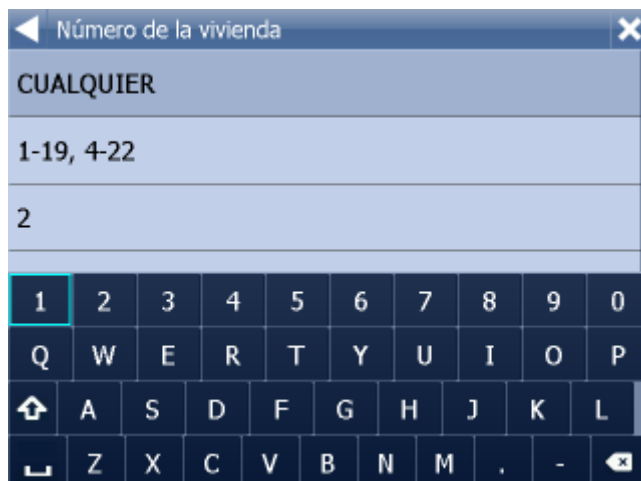 Número de la vivienda
CUALQUIER
1-19, 4-22
2
1 2 3 4 5 6 7 8 9 0
Q W E R T Y U I O P
A S D F G H J K L
Z X C V B N M . -